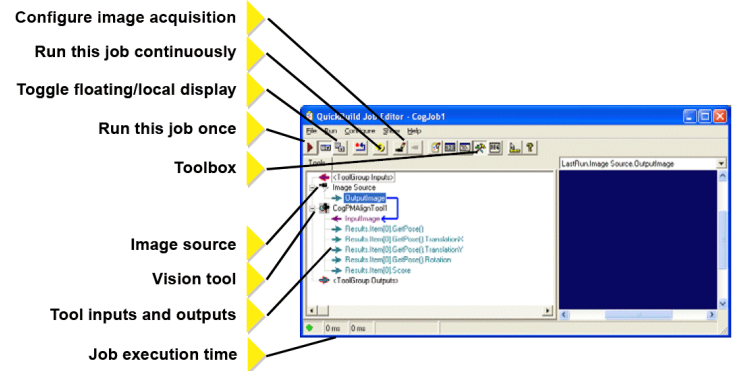 Configure image acquisition
Run this job continuously
Toggle floating/local display
Run this job once
Toolbox
Image source
Vision tool
Tool inputs and outputs
Job execution time
QuickBuild Job Editor - CogJob1
File Run Configure Show Help
Tools
LastRun.Image Source.OutputImage
<ToolGroup Inputs>
Image Source
OutputImage
CogPMAlignTool1
InputImage
Results.Item[0].GetPose()
Results.Item[0].GetPose().TranslationX
Results.Item[0].GetPose().TranslationY
Results.Item[0].GetPose().Rotation
Results.Item[0].Score
<ToolGroup Outputs>
0 ms 0 ms